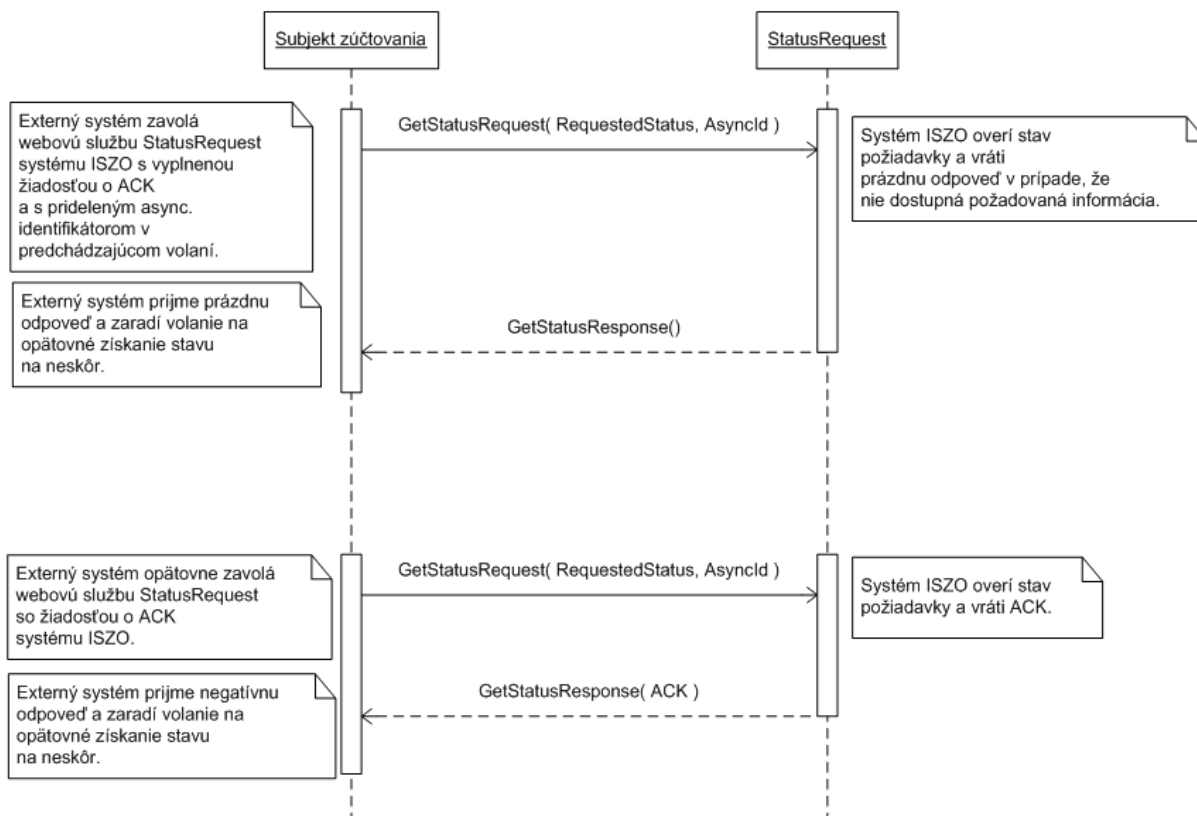 Subjekt zúčtovania
StatusRequest
Externý systém zavolá
webovú službu StatusRequest
systému ISZO s vyplnenou
žiadosťou o ACK
a s prideleným async.
identifikátorom v
predchádzajúcom volaní.
GetStatusRequest( RequestedStatus, AsyncId )
Systém ISZO overí stav
požiadavky a vráti
prázdnu odpoveď v prípade, že
nie dostupná požadovaná informácia.
Externý systém prijme prázdnu
odpoveď a zaradí volanie na
opätovné získanie stavu
na neskôr.
GetStatusResponse()
Externý systém opätovne zavolá
webovú službu StatusRequest
so žiadosťou o ACK
systému ISZO.
GetStatusRequest( RequestedStatus, AsyncId )
Systém ISZO overí stav
požiadavky a vráti ACK.
Externý systém prijme negatívnu
odpoveď a zaradí volanie na
opätovné získanie stavu
na neskôr.
GetStatusResponse( ACK )